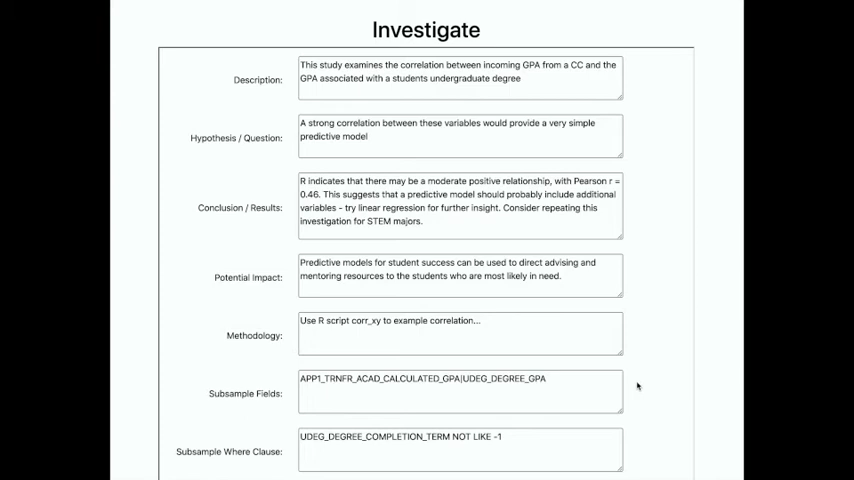 Investigate
Description:
This study examines the correlation between incoming GPA from a CC and the
GPA associated with a students undergraduate degree
Hypothesis / Question:
A strong correlation between these variables would provide a very simple
predictive model
Conclusion / Results:
R indicates that there may be a moderate positive relationship, with Pearson r =
0.46. This suggests that a predictive model should probably include additional
variables - try linear regression for further insight. Consider repeating this
investigation for STEM majors.
Potential Impact:
Predictive models for student success can be used to direct advising and
mentoring resources to the students who are most likely in need.
Methodology:
Use R script corr_xy to example correlation...
Subsample Fields:
APP1_TRNFR_ACAD_CALCULATED_GPA|UDEG_DEGREE_GPA
Subsample Where Clause:
UDEG_DEGREE_COMPLETION_TERM NOT LIKE -1